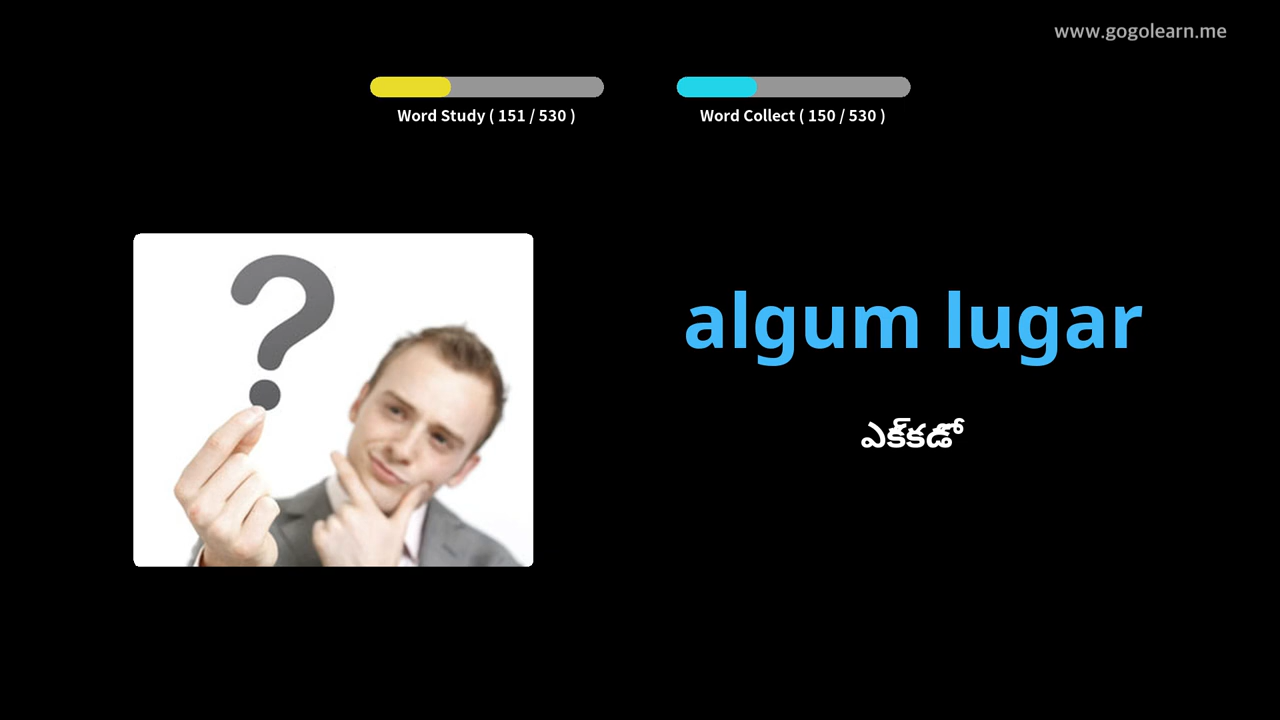 www.gogolearn.me
Word Study ( 151 / 530 )
Word Collect ( 150 / 530 )
algum lugar
ఎక్కడో